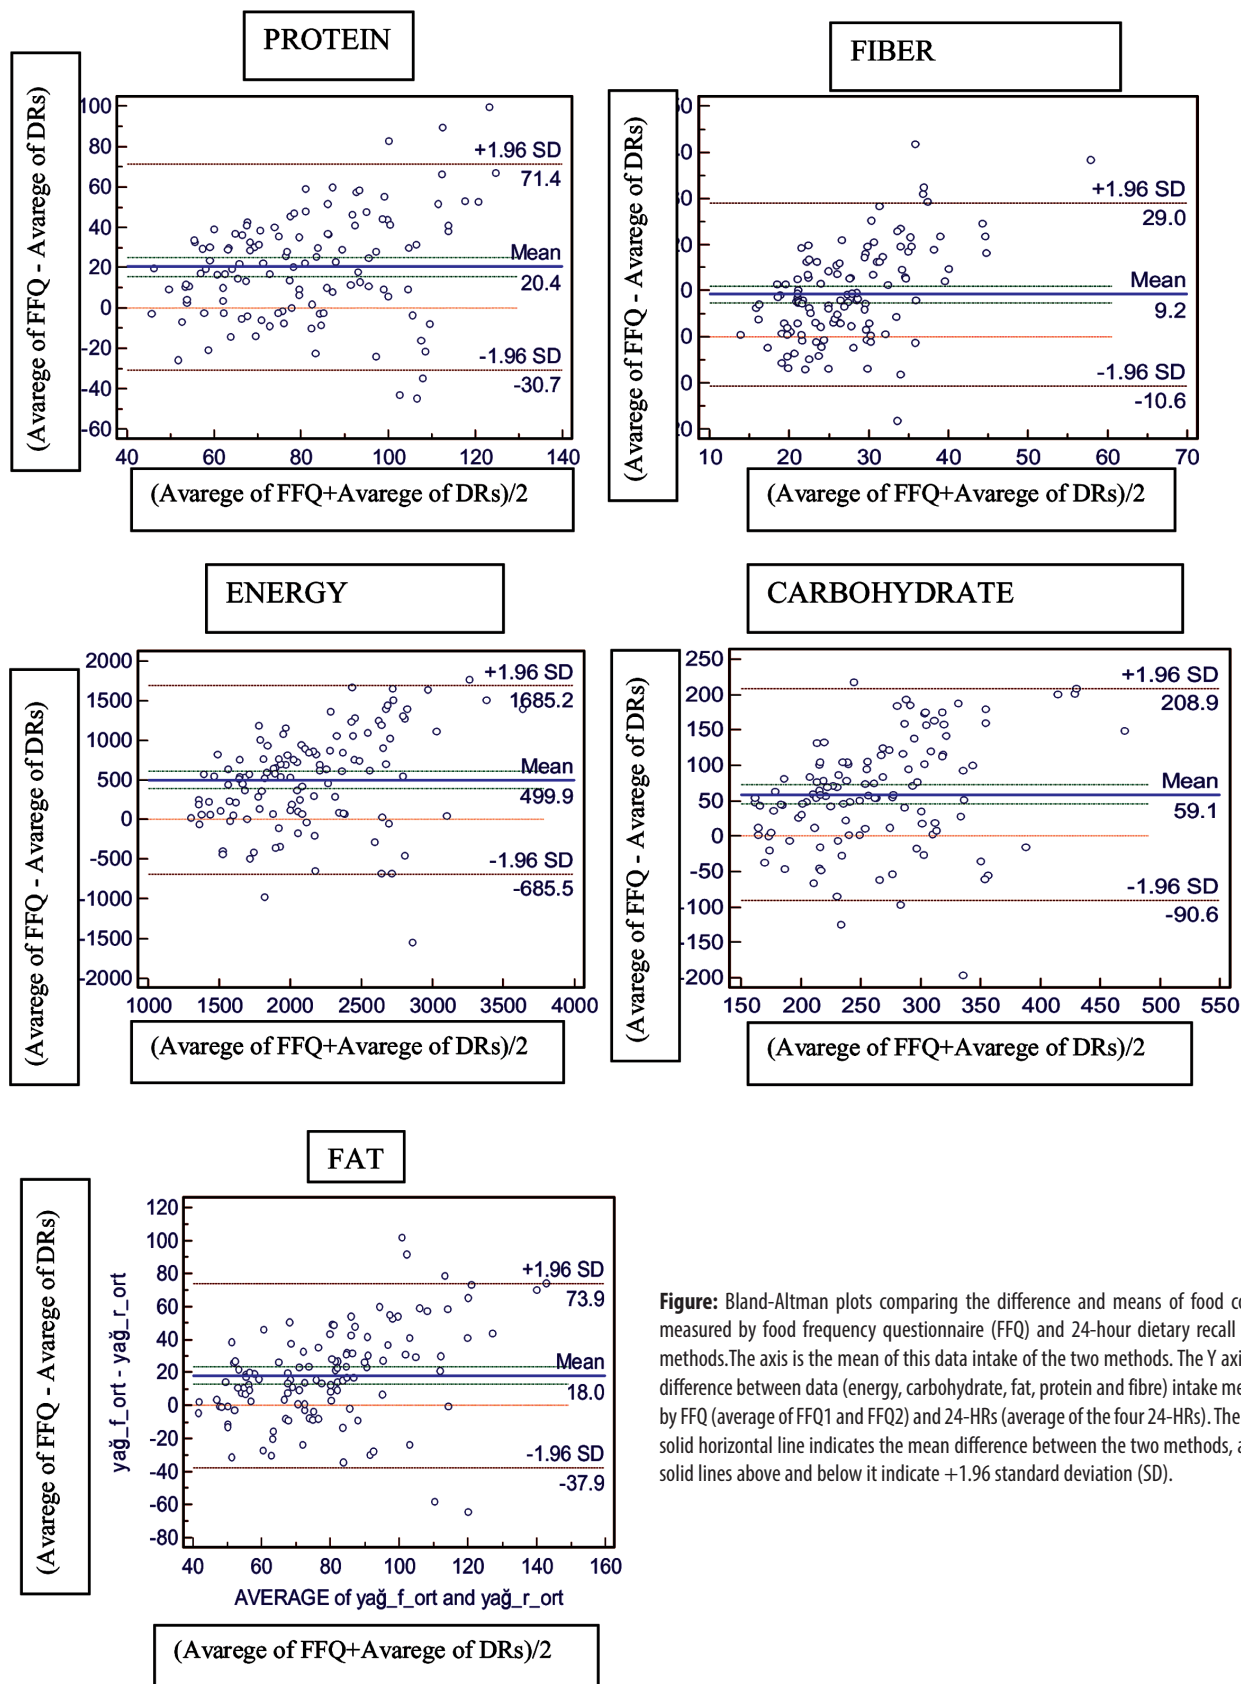 PROTEIN
(Avarege of FFQ - Avarege of DRs)
100
80
60
40
20
0
-20
-40
-60
+1.96 SD
71.4
Mean
20.4
-1.96 SD
-30.7
40 60 80 100 120 140
(Avarege of FFQ+Avarege of DRs)/2
FIBER
(Avarege of FFQ - Avarege of DRs)
0
0
0
0
0
0
0
0
+1.96 SD
29.0
Mean
9.2
-1.96 SD
-10.6
10 20 30 40 50 60 70
(Avarege of FFQ+Avarege of DRs)/2
ENERGY
(Avarege of FFQ - Avarege of DRs)
2000
1500
1000
500
0
-500
-1000
-1500
-2000
+1.96 SD
1685.2
Mean
499.9
-1.96 SD
-685.5
1000 1500 2000 2500 3000 3500 4000
(Avarege of FFQ+Avarege of DRs)/2
CARBOHYDRATE
(Avarege of FFQ - Avarege of DRs)
250
200
150
100
50
0
-50
-100
-150
-200
+1.96 SD
208.9
Mean
59.1
-1.96 SD
-90.6
150 200 250 300 350 400 450 500 550
(Avarege of FFQ+Avarege of DRs)/2
FAT
(Avarege of FFQ - Avarege of DRs)
yağ_f_ort - yağ_r_ort
120
100
80
60
40
20
0
-20
-40
-60
-80
+1.96 SD
73.9
Mean
18.0
-1.96 SD
-37.9
40 60 80 100 120 140 160
AVERAGE of yağ_f_ort and yağ_r_ort
(Avarege of FFQ+Avarege of DRs)/2
Figure: Bland-Altman plots comparing the difference and means of food co
measured by food frequency questionnaire (FFQ) and 24-hour dietary recall
methods.The axis is the mean of this data intake of the two methods. The Y axi
difference between data (energy, carbohydrate, fat, protein and fibre) intake me
by FFQ (average of FFQ1 and FFQ2) and 24-HRs (average of the four 24-HRs). The
solid horizontal line indicates the mean difference between the two methods, a
solid lines above and below it indicate +1.96 standard deviation (SD).